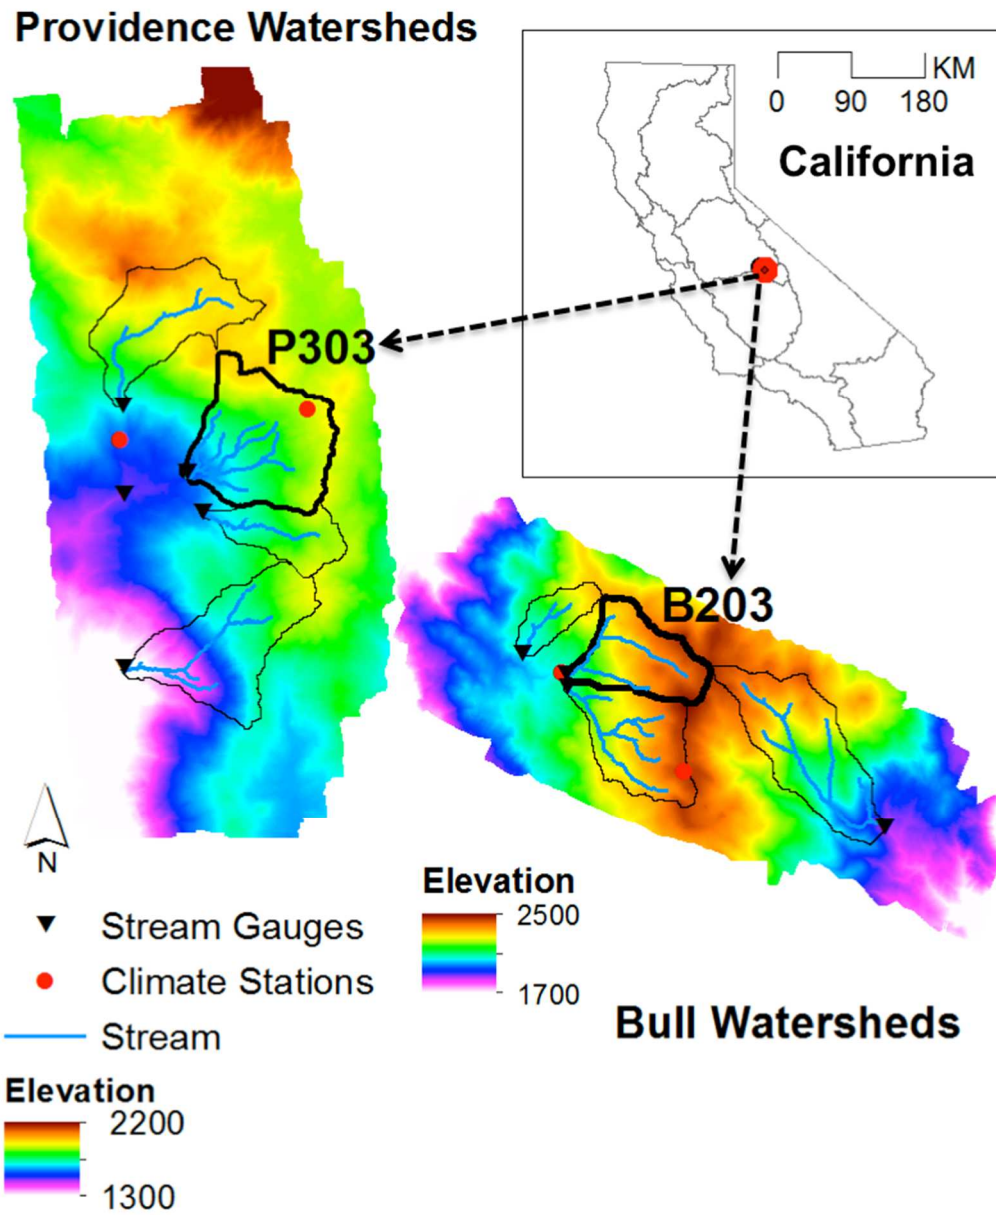 Providence Watersheds
KM
0 90 180
California
P303
B203
N
Stream Gauges
Climate Stations
Stream
Elevation
2200
1300
Elevation
2500
1700
Bull Watersheds